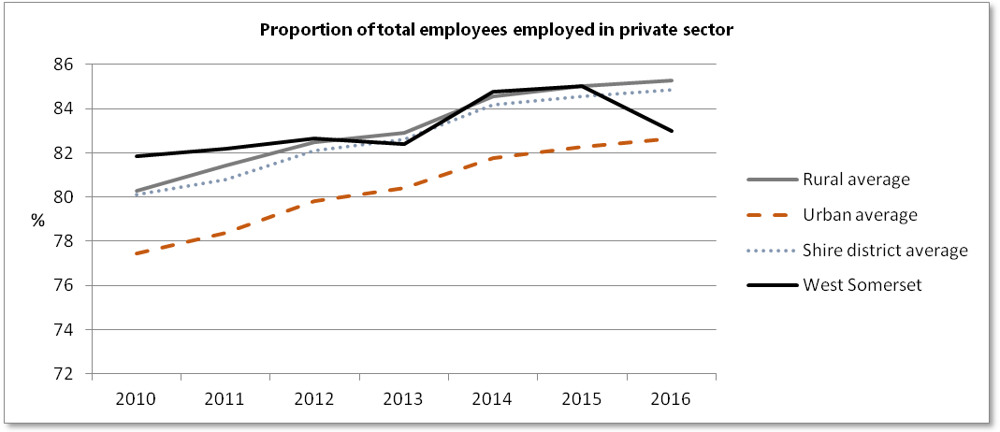 Proportion of total employees employed in private sector
86
84
82
80
78
76
74
72
%
2010 2011 2012 2013 2014 2015 2016
Rural average
Urban average
Shire district average
West Somerset